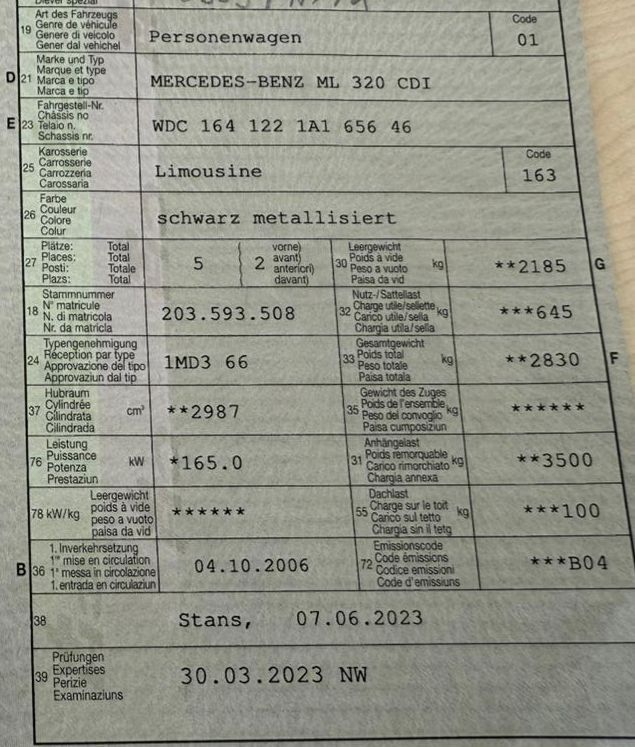 19 Art des Fahrzeugs
Genre de véhicule
Genere di veicolo
Gener dal vehichel
Personenwagen
Code
01
D 21 Marke und Typ
Marque et type
Marca e tipo
Marca e tip
MERCEDES-BENZ ML 320 CDI
E 23 Fahrgestell-Nr.
Châssis no
Telaio n.
Schassis nr.
WDC 164 122 1A1 656 46
25 Karosserie
Carrosserie
Carrozzeria
Carossaria
Limousine
Code
163
26 Farbe
Couleur
Colore
Colur
schwarz metallisiert
27 Plätze: Total
Places: Total
Posti: Totale
Plazs: Total
5 ( 2 vorne)
avant)
anteriori)
davant)
30 Leergewicht
Poids à vide
Peso a vuoto
Paisa da vid
kg
**2185 G
18 Stammnummer
N° matricule
N. di matricola
Nr. da matricla
203.593.508
32 Nutz-/Sattellast
Charge utile/sellette
Carico utile/sella
Chargia utila/sella
kg
***645
24 Typengenehmigung
Réception par type
Approvazione del tipo
Approvaziun dal tip
1MD3 66
33 Gesamtgewicht
Poids total
Peso totale
Paisa totala
kg
**2830 F
37 Hubraum
Cylindrée
Cilindrata
Cilindrada
cm³
**2987
35 Gewicht des Zuges
Poids de l'ensemble
Peso del convoglio
Paisa cumposiziun
kg
******
76 Leistung
Puissance
Potenza
Prestaziun
kW
*165.0
31 Anhängelast
Poids remorquable
Carico rimorchiato
Chargia annexa
kg
**3500
78 kW/kg Leergewicht
poids à vide
peso a vuoto
paisa da vid
******
55 Dachlast
Charge sur le toit
Carico sul tetto
Chargia sin il tetg
kg
***100
B 36 1. Inverkehrsetzung
1re mise en circulation
1a messa in circolazione
1. entrada en circulaziun
04.10.2006
72 Emissionscode
Code émissions
Codice emissioni
Code d'emissiuns
***B04
38 Stans, 07.06.2023
39 Prüfungen
Expertises
Perizie
Examinaziuns
30.03.2023 NW